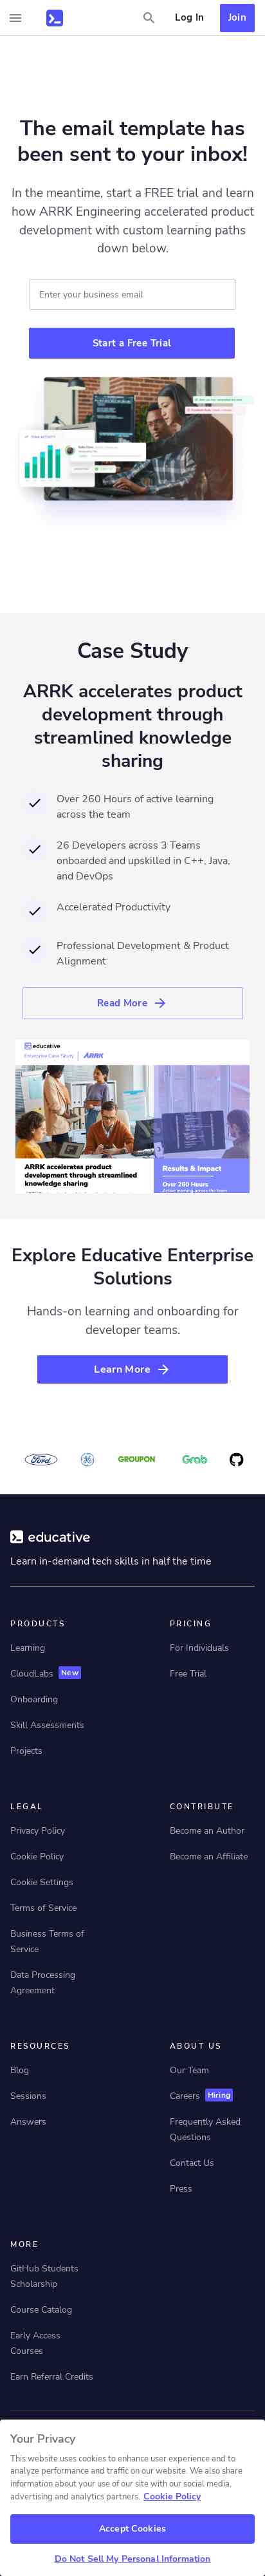 Log In
Join
The email template has
been sent to your inbox!
In the meantime, start a FREE trial and learn
how ARRK Engineering accelerated product
development with custom learning paths
down below.
Enter your business email
Start a Free Trial
Case Study
ARRK accelerates product
development through
streamlined knowledge
sharing
Over 260 Hours of active learning
across the team
26 Developers across 3 Teams
onboarded and upskilled in C++, Java,
and DevOps
Accelerated Productivity
Professional Development & Product
Alignment
Read More
educative
Enterprise Case Study
ARRK
ARRK accelerates product
development through streamlined
knowledge sharing
Results & Impact
Over 260 Hours
Active learning across the team
Explore Educative Enterprise
Solutions
Hands-on learning and onboarding for
developer teams.
Learn More
Ford
GE
GROUPON
Grab
educative
Learn in-demand tech skills in half the time
PRODUCTS
Learning
CloudLabs New
Onboarding
Skill Assessments
Projects
PRICING
For Individuals
Free Trial
LEGAL
Privacy Policy
Cookie Policy
Cookie Settings
Terms of Service
Business Terms of
Service
Data Processing
Agreement
CONTRIBUTE
Become an Author
Become an Affiliate
RESOURCES
Blog
Sessions
Answers
ABOUT US
Our Team
Careers Hiring
Frequently Asked
Questions
Contact Us
Press
MORE
GitHub Students
Scholarship
Course Catalog
Early Access
Courses
Earn Referral Credits
Your Privacy
This website uses cookies to enhance user experience and to
analyze performance and traffic on our website. We also share
information about your use of our site with our social media,
advertising and analytics partners. Cookie Policy
Accept Cookies
Do Not Sell My Personal Information